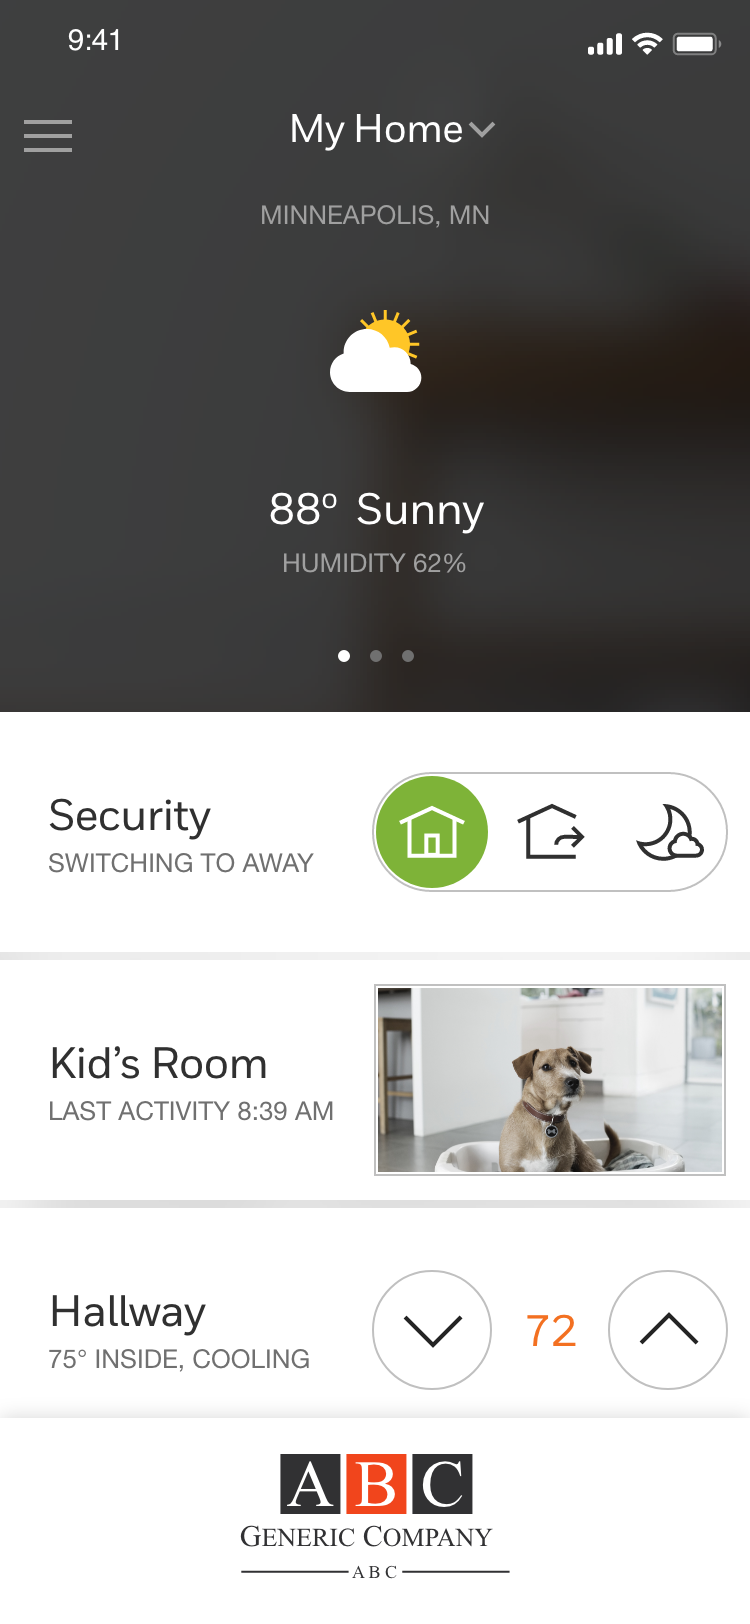 9:41
My Home
MINNEAPOLIS, MN
88° Sunny
HUMIDITY 62%
Security
SWITCHING TO AWAY
Kid’s Room
LAST ACTIVITY 8:39 AM
Hallway
75° INSIDE, COOLING
72
ABC
GENERIC COMPANY
ABC